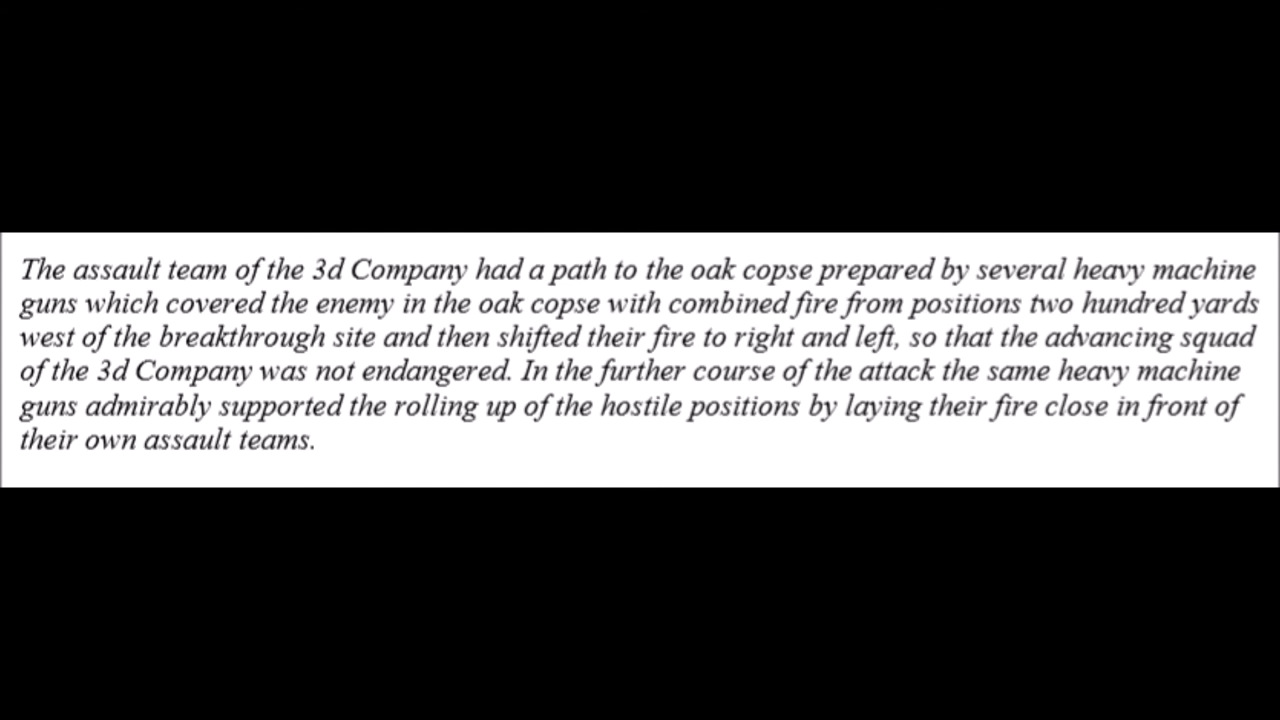 The assault team of the 3d Company had a path to the oak copse prepared by several heavy machine
guns which covered the enemy in the oak copse with combined fire from positions two hundred yards
west of the breakthrough site and then shifted their fire to right and left, so that the advancing squad
of the 3d Company was not endangered. In the further course of the attack the same heavy machine
guns admirably supported the rolling up of the hostile positions by laying their fire close in front of
their own assault teams.